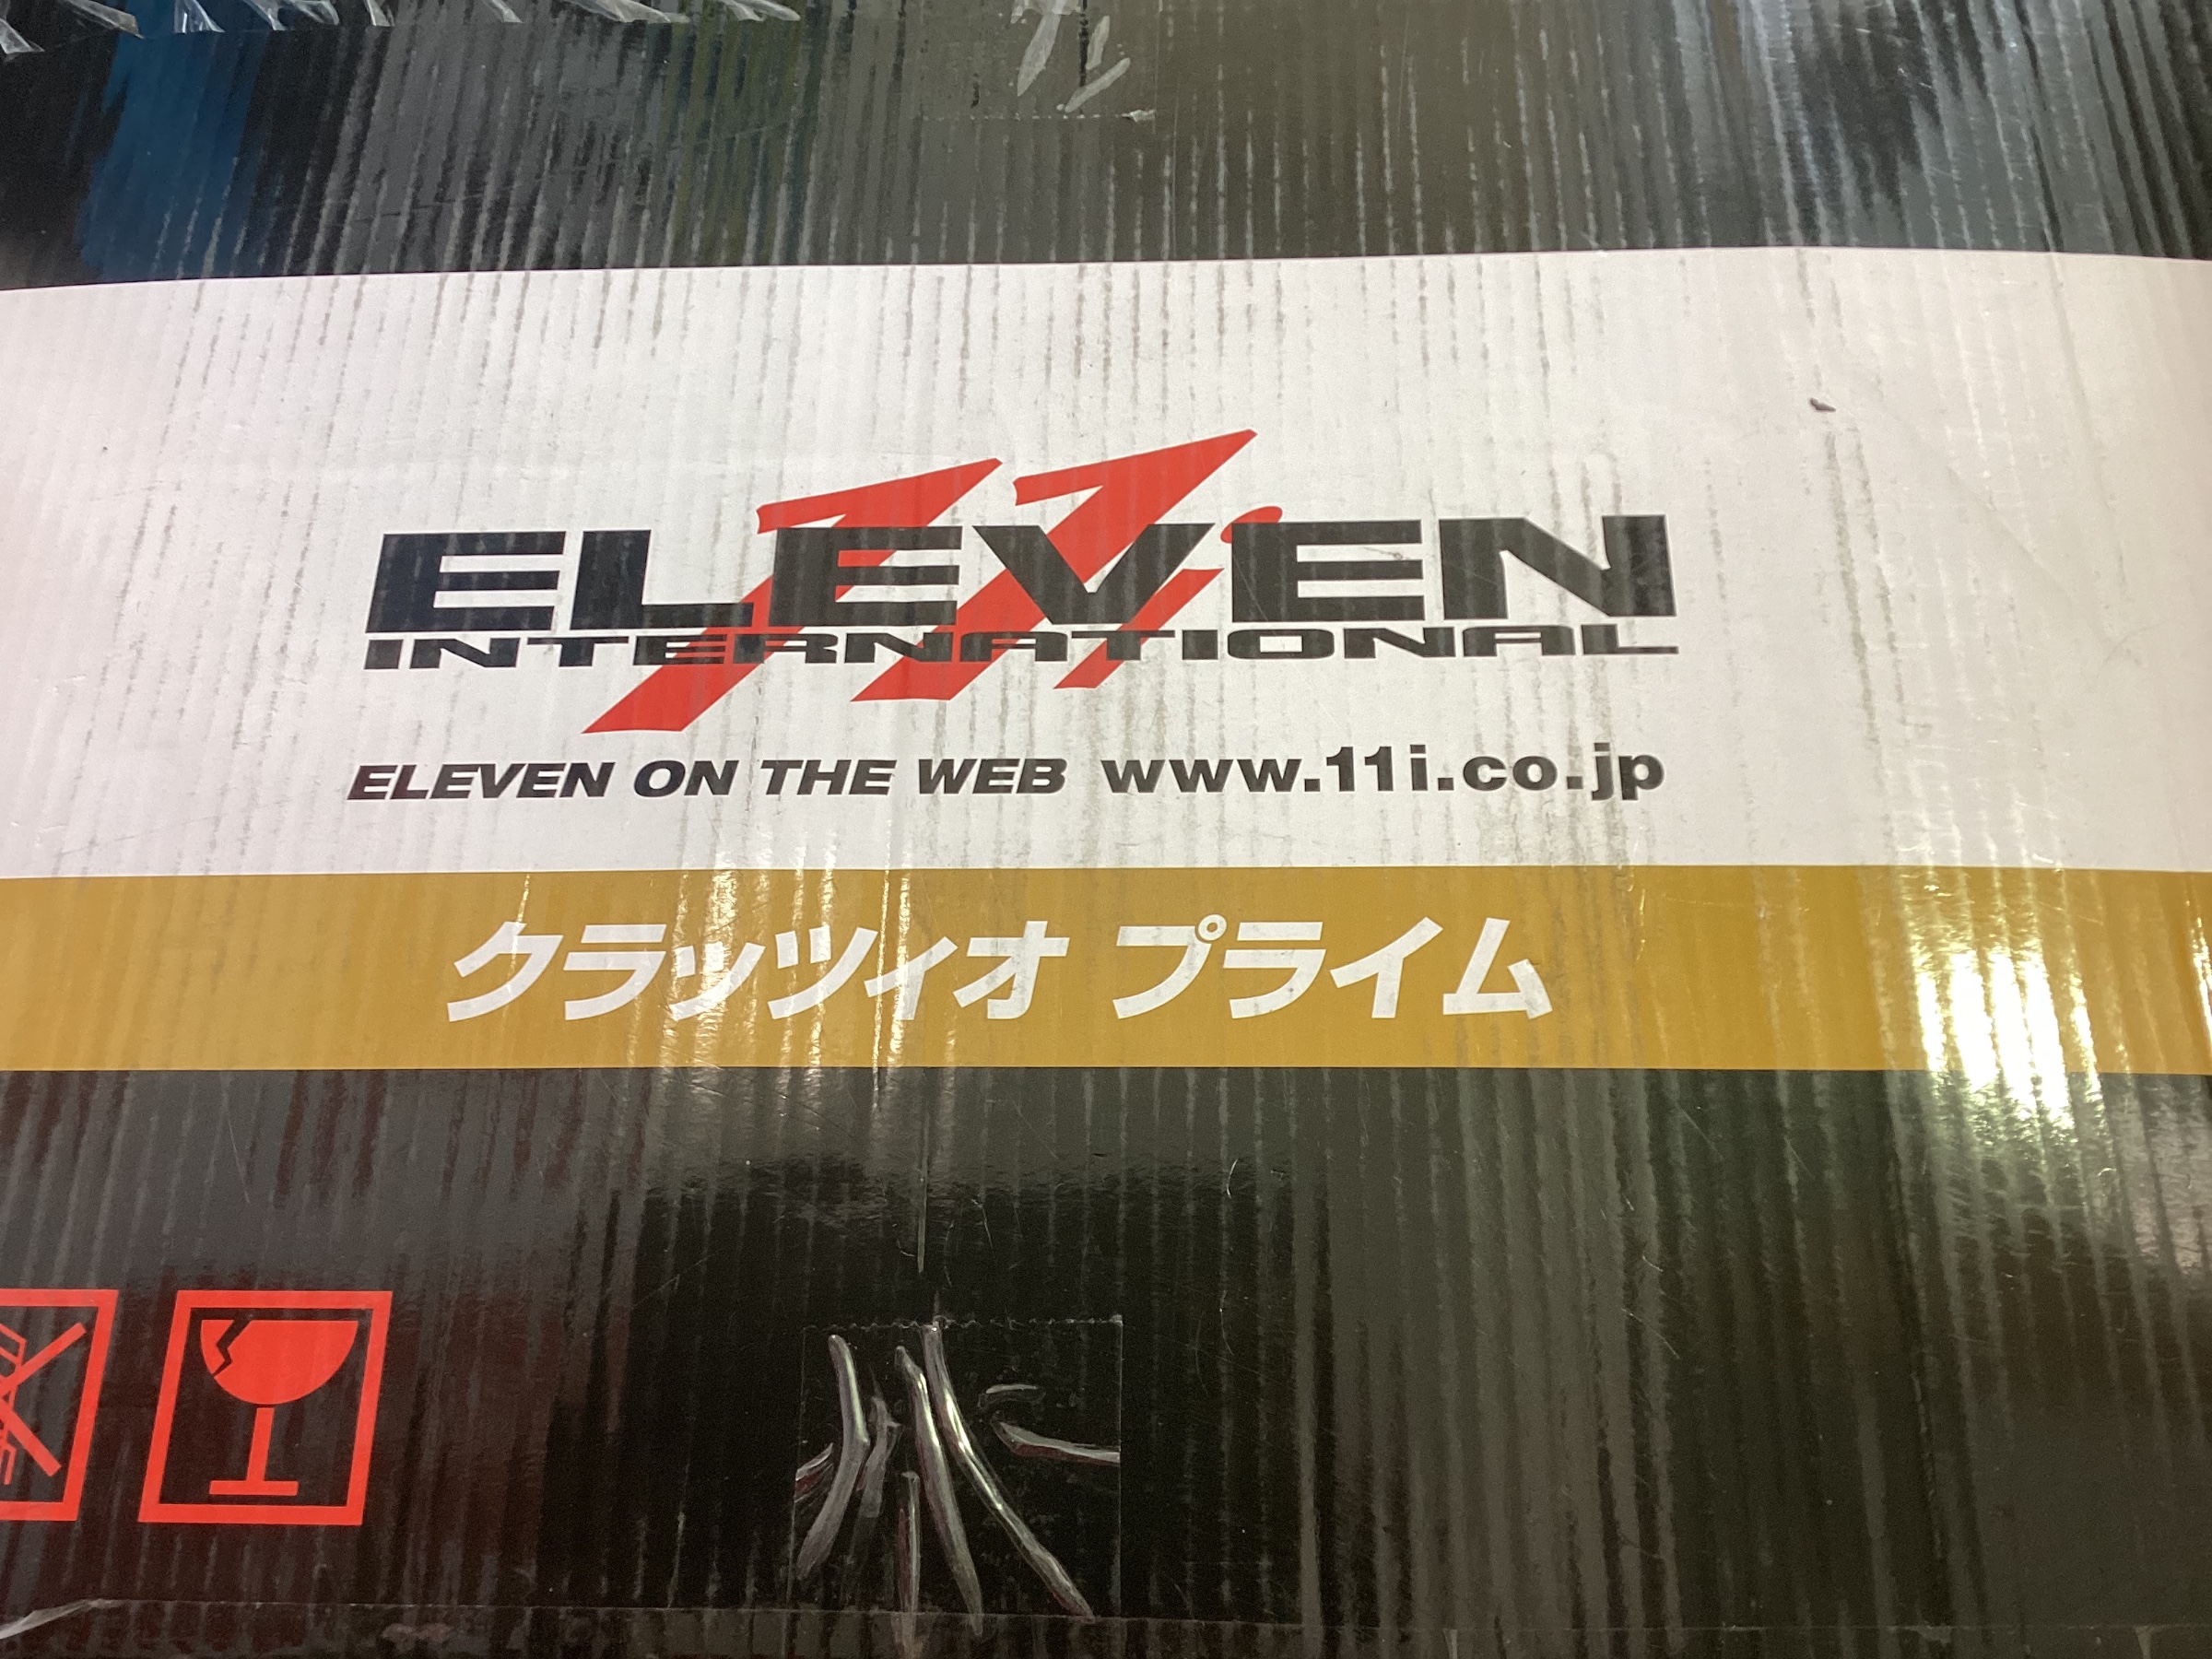 ELEVEN
INTERNATIONAL
ELEVEN ON THE WEB www.11i.co.jp
クラッツィオ プライム